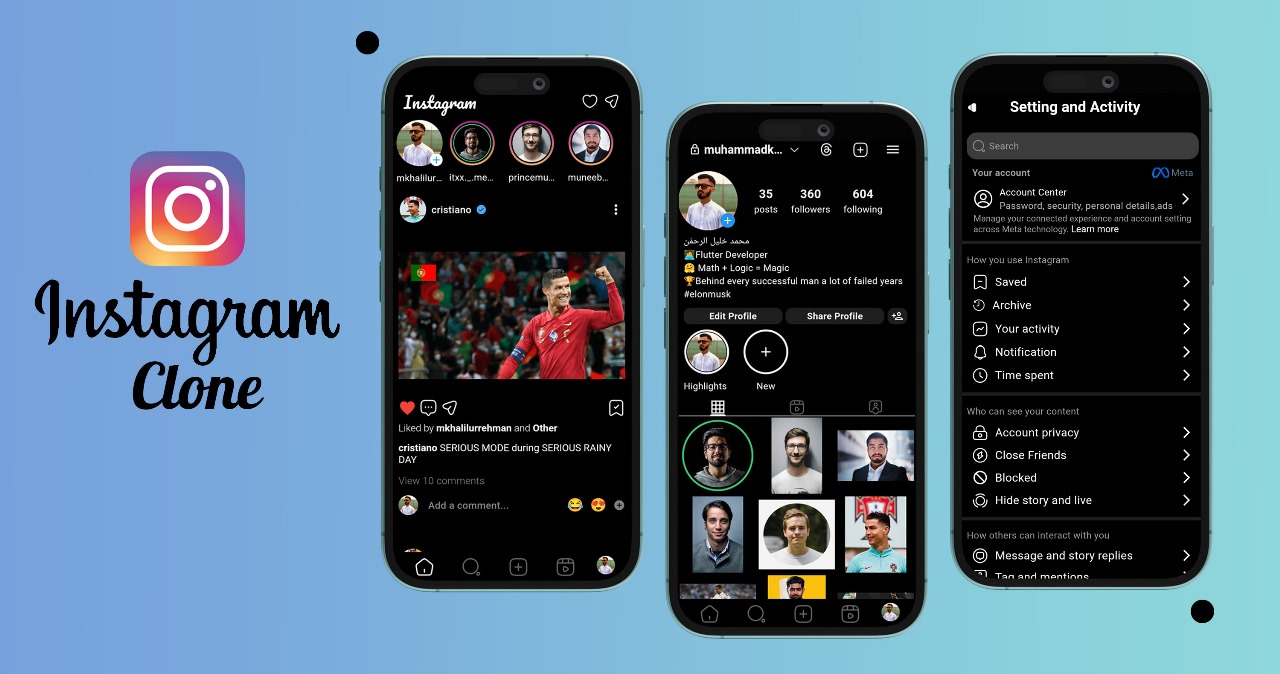 Instagram
Clone
Instagram
mkhalilur... itxx._.me... princemu... muneeb...
cristiano
Liked by mkhalilurrehman and Other
cristiano SERIOUS MODE during SERIOUS RAINY
DAY
View 10 comments
Add a comment...
muhammadk...
35 360 604
posts followers following
محمد خليل الرحمٰن
👨‍💻Flutter Developer
🤗 Math + Logic = Magic
🏆Behind every successful man a lot of failed years
#elonmusk
Edit Profile Share Profile
Highlights New
Setting and Activity
Search
Your account Meta
Account Center
Password, security, personal details,ads
Manage your connected experience and account setting
across Meta technology. Learn more
How you use Instagram
Saved
Archive
Your activity
Notification
Time spent
Who can see your content
Account privacy
Close Friends
Blocked
Hide story and live
How others can interact with you
Message and story replies
Tag and mentions